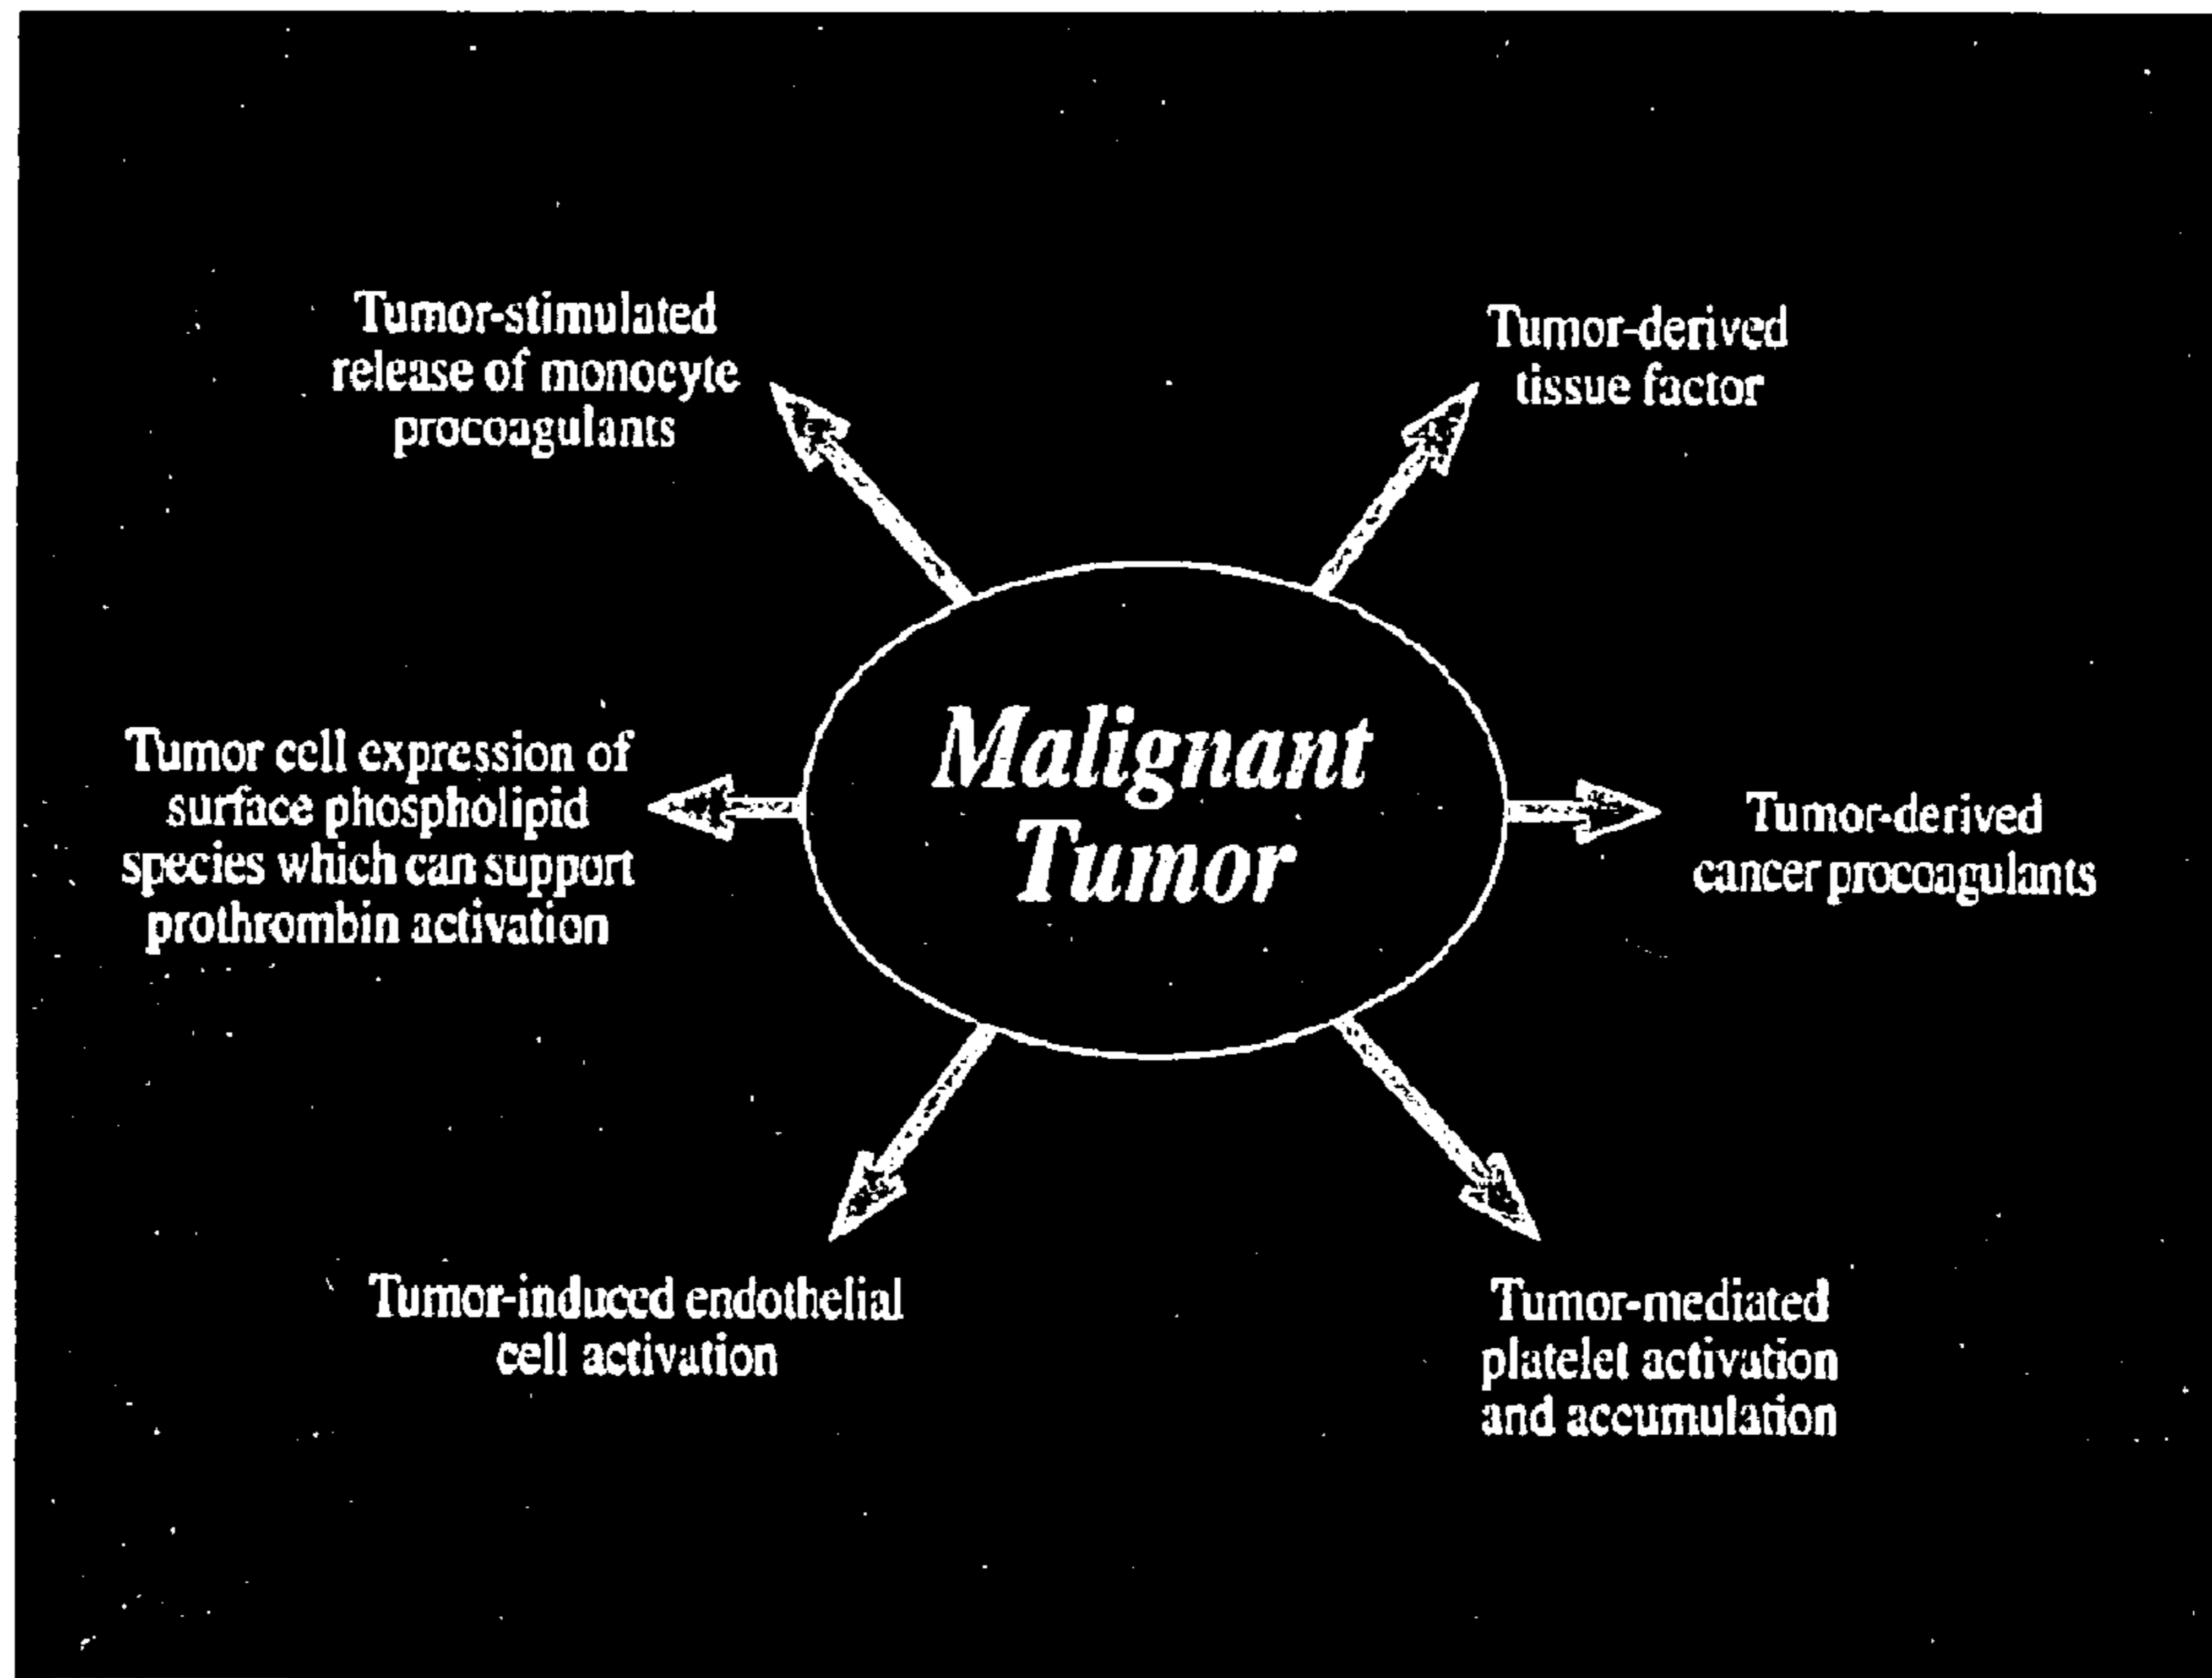 Tumor-stimulated
release of monocyte
procoagulants
Tumor-derived
tissue factor
Malignant
Tumor
Tumor cell expression of
surface phospholipid
species which can support
prothrombin activation
Tumor-derived
cancer procoagulants
Tumor-induced endothelial
cell activation
Tumor-mediated
platelet activation
and accumulation